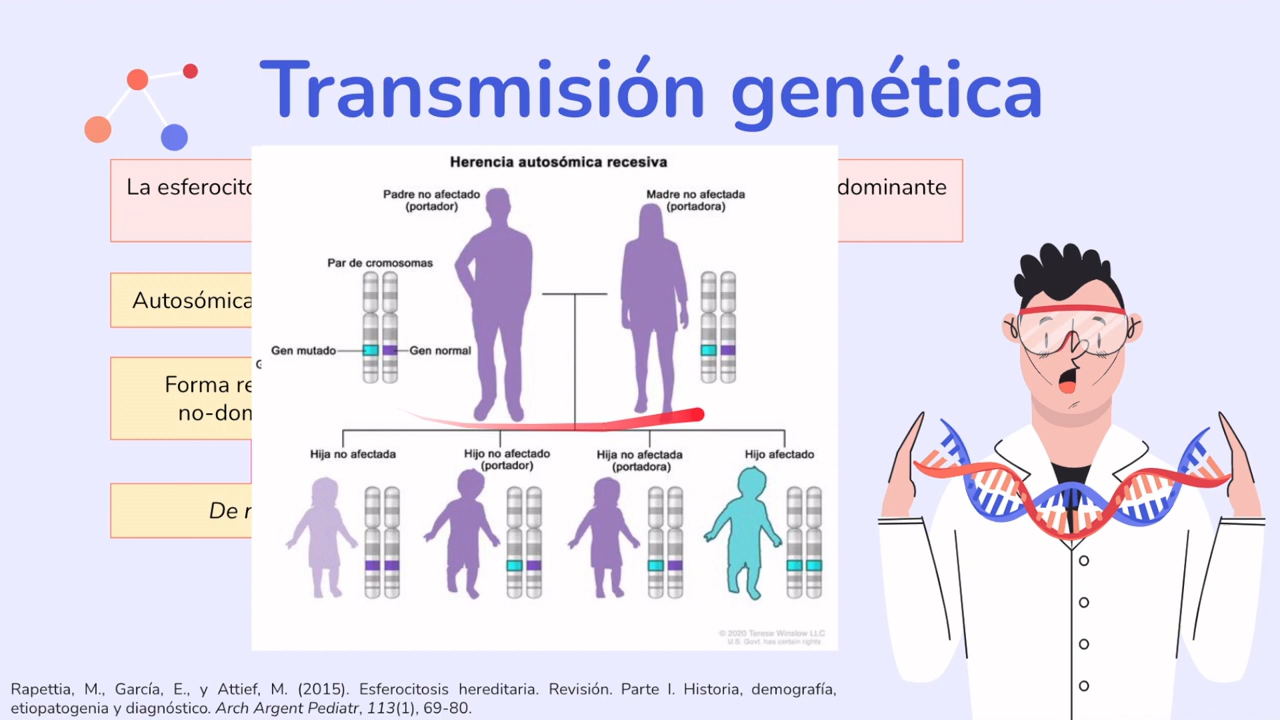 Transmisión genética
La esferocito
dominante
Autosómica
Forma re
no-dom
De n
Herencia autosómica recesiva
Padre no afectado
(portador)
Madre no afectada
(portadora)
Par de cromosomas
Gen mutado
Gen normal
Hija no afectada
Hijo no afectado
(portador)
Hija no afectada
(portadora)
Hijo afectado
© 2020 Terese Winslow LLC
U.S. Govt. has certain rights
Rapettia, M., García, E., y Attief, M. (2015). Esferocitosis hereditaria. Revisión. Parte I. Historia, demografía,
etiopatogenia y diagnóstico. Arch Argent Pediatr, 113(1), 69-80.